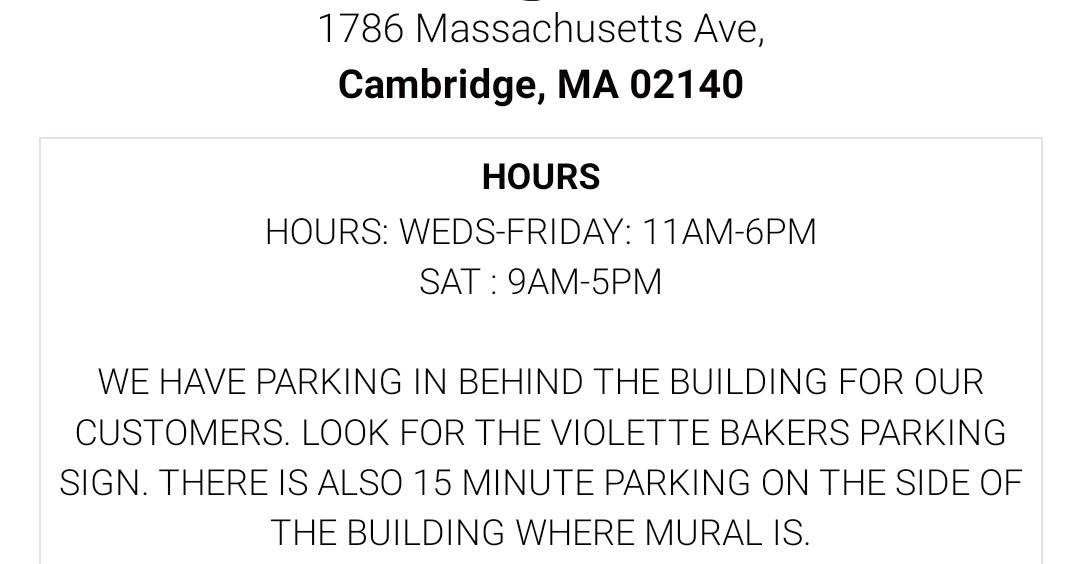 1786 Massachusetts Ave,
Cambridge, MA 02140
HOURS
HOURS: WEDS-FRIDAY: 11AM-6PM
SAT : 9AM-5PM
WE HAVE PARKING IN BEHIND THE BUILDING FOR OUR
CUSTOMERS. LOOK FOR THE VIOLETTE BAKERS PARKING
SIGN. THERE IS ALSO 15 MINUTE PARKING ON THE SIDE OF
THE BUILDING WHERE MURAL IS.